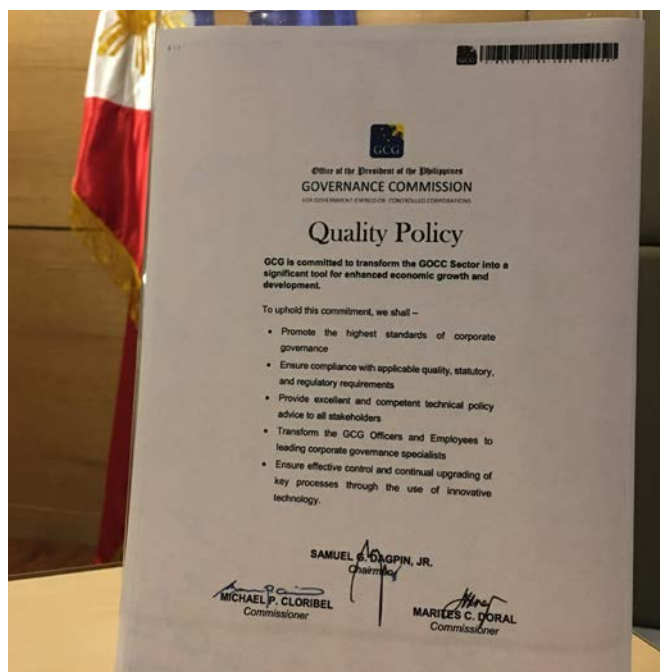 GCG
GCG
Office of the President of the Philippines
GOVERNANCE COMMISSION
FOR GOVERNMENT OWNED OR CONTROLLED CORPORATIONS
Quality Policy
GCG is committed to transform the GOCC Sector into a
significant tool for enhanced economic growth and
development.
To uphold this commitment, we shall –
• Promote the highest standards of corporate
governance
• Ensure compliance with applicable quality, statutory,
and regulatory requirements
• Provide excellent and competent technical policy
advice to all stakeholders
• Transform the GCG Officers and Employees to
leading corporate governance specialists
• Ensure effective control and continual upgrading of
key processes through the use of innovative
technology.
SAMUEL G. DAGPIN, JR.
Chairman
MICHAEL P. CLORIBEL
Commissioner
MARITES C. DORAL
Commissioner